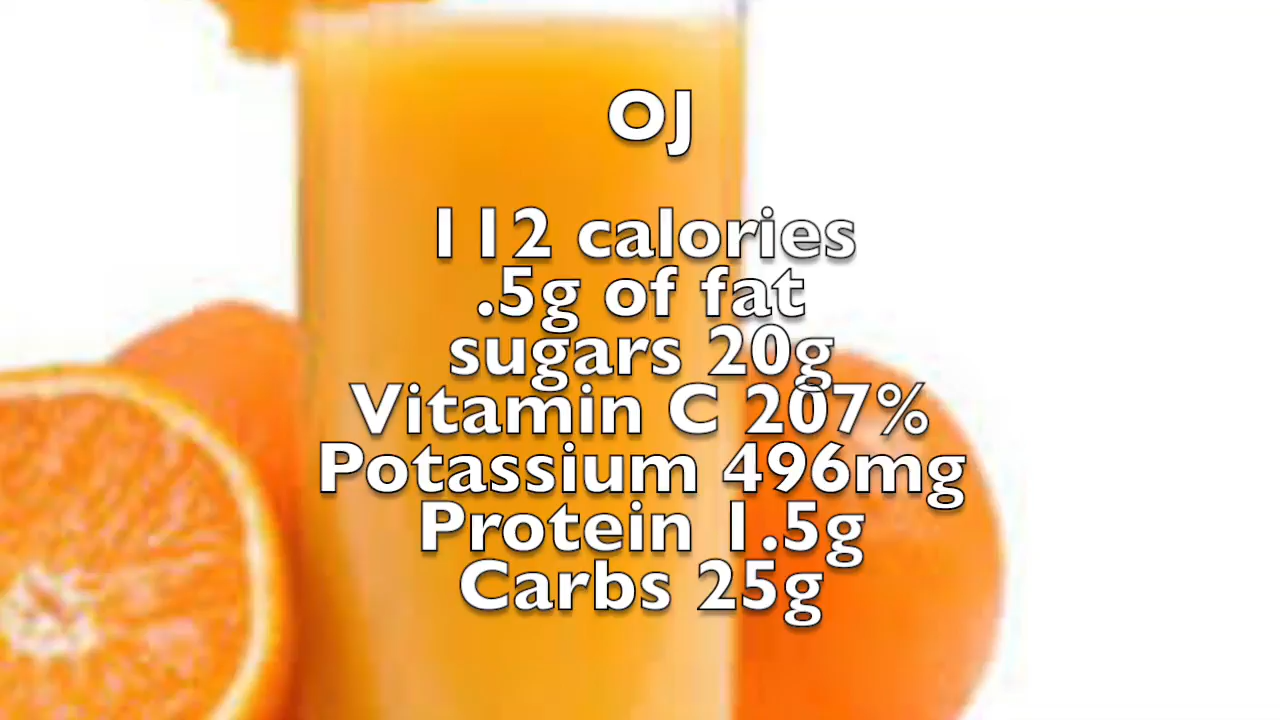 OJ
112 calories
.5g of fat
sugars 20g
Vitamin C 207%
Potassium 496mg
Protein 1.5g
Carbs 25g